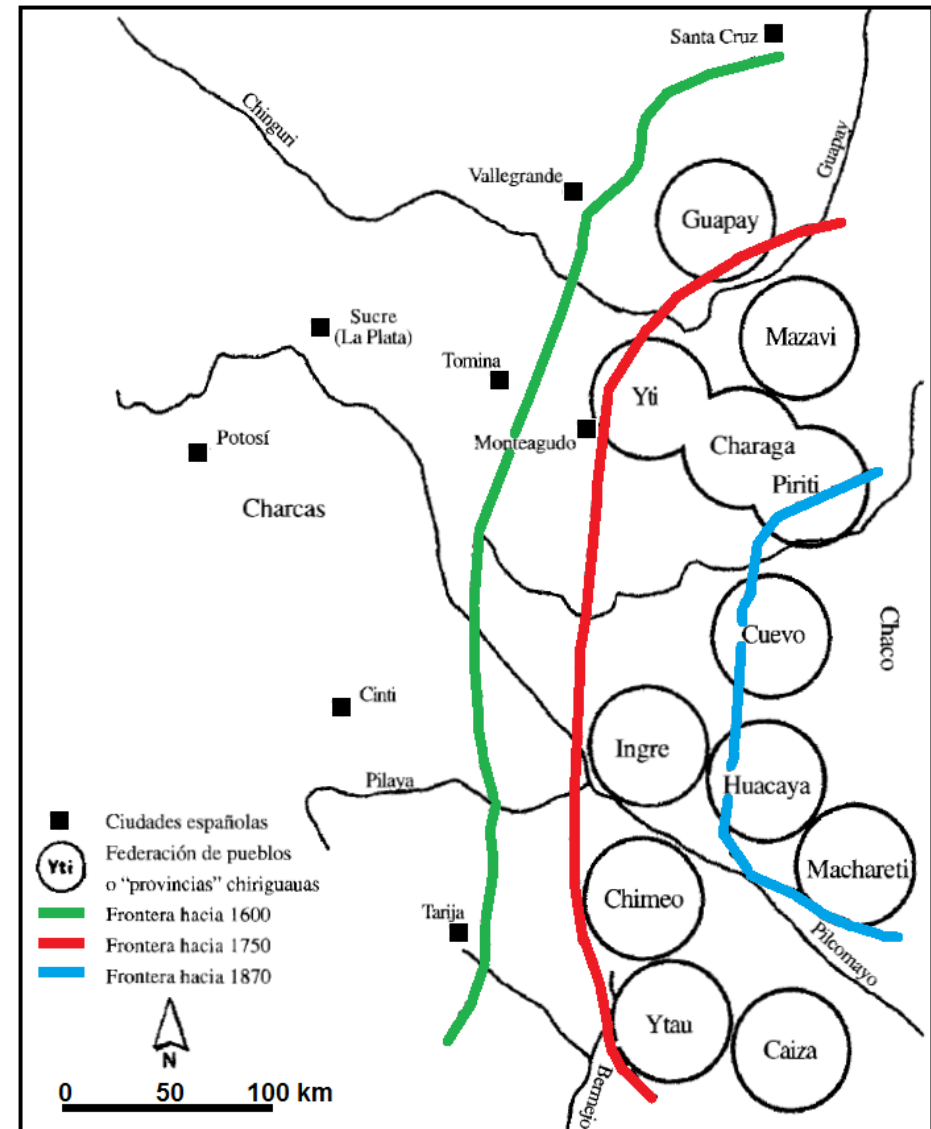 Santa Cruz
Chinguri
Guapay
Vallegrande
Guapay
Sucre
(La Plata)
Mazavi
Tomina
Yti
Potosí
Monteagudo
Charaga
Piriti
Charcas
Chaco
Cuevo
Cinti
Ingre
Pilaya
Huacaya
Ciudades españolas
Yti
Federación de pueblos
o "provincias" chiriguauas
Frontera hacia 1600
Frontera hacia 1750
Frontera hacia 1870
Machareti
Chimeo
Tarija
Pilcomayo
Ytau
Caiza
Bermejo
N
0 50 100 km